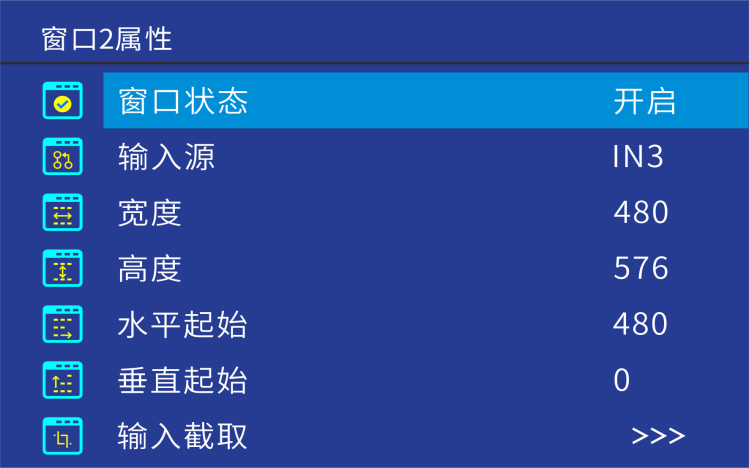 窗口2属性
窗口状态 开启
输入源 IN3
宽度 480
高度 576
水平起始 480
垂直起始 0
输入截取 >>>